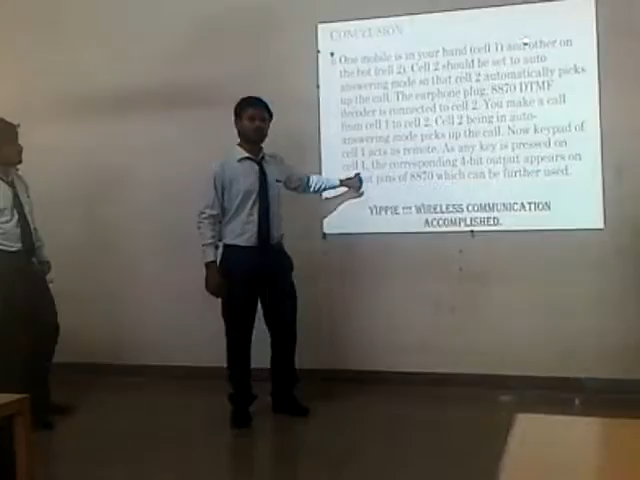 CONCLUSION
One mobile is in your hand (cell 1) and other on
the bot (cell 2). Cell 2 should be set to auto
answering mode so that cell 2 automatically picks
up the call. The earphone plug, 8870 DTMF
decoder is connected to cell 2. You make a call
from cell 1 to cell 2. Cell 2 being in auto-
answering mode picks up the call. Now keypad of
cell 1 acts as remote. As any key is pressed on
cell 1, the corresponding 4-bit output appears on
pins of 8870 which can be further used.
YIPPIE WIRELESS COMMUNICATION
ACCOMPLISHED.